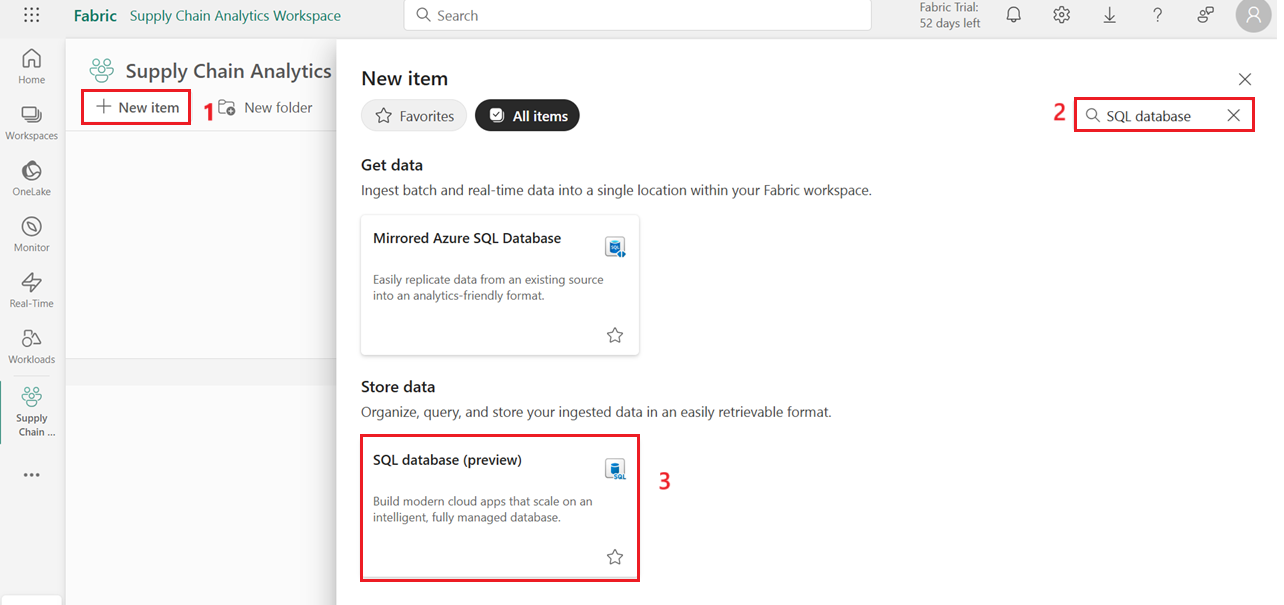 Fabric Supply Chain Analytics Workspace
Search
Fabric Trial:
52 days left
Home
Workspaces
OneLake
Monitor
Real-Time
Workloads
Supply
Chain ...
Supply Chain Analytics
New item
1
New folder
New item
Favorites
All items
2
SQL database
Get data
Ingest batch and real-time data into a single location within your Fabric workspace.
Mirrored Azure SQL Database
SQL
Easily replicate data from an existing source
into an analytics-friendly format.
Store data
Organize, query, and store your ingested data in an easily retrievable format.
SQL database (preview)
SQL
Build modern cloud apps that scale on an
intelligent, fully managed database.
3